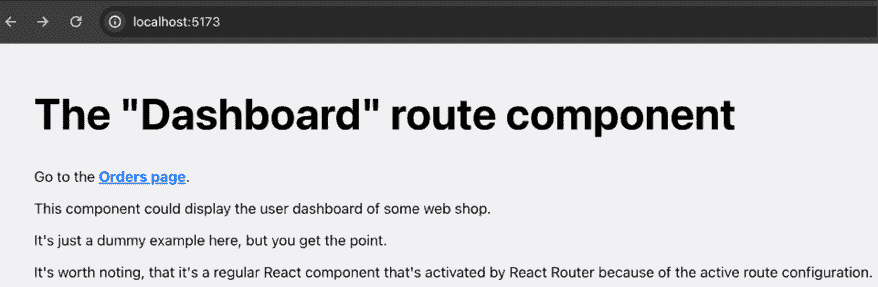 localhost:5173
The "Dashboard" route component
Go to the Orders page.
This component could display the user dashboard of some web shop.
It's just a dummy example here, but you get the point.
It's worth noting, that it's a regular React component that's activated by React Router because of the active route configuration.